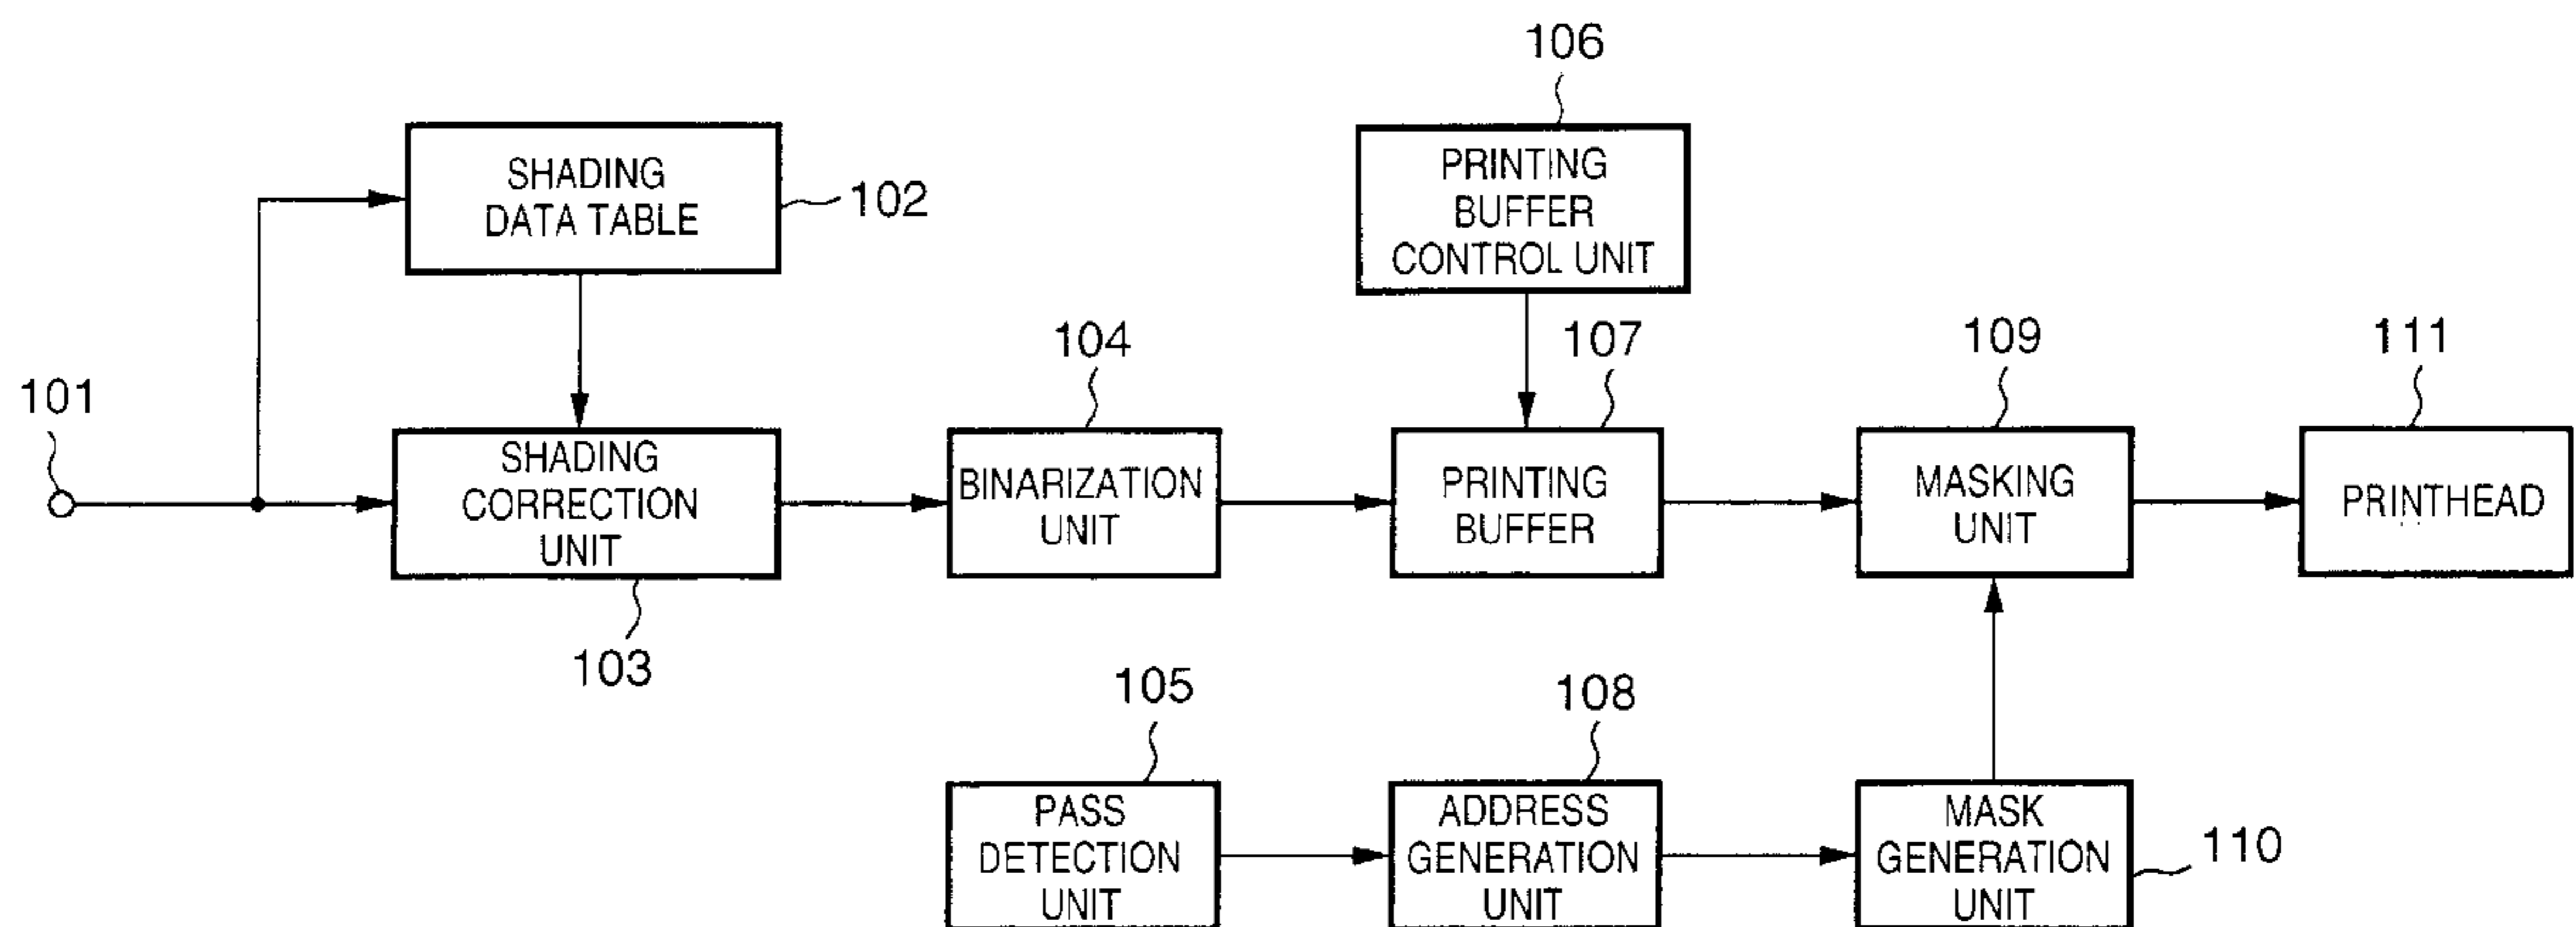 106
SHADING
DATA TABLE
102
PRINTING
BUFFER
CONTROL UNIT
101
104
107
109
111
SHADING
CORRECTION
UNIT
103
BINARIZATION
UNIT
PRINTING
BUFFER
MASKING
UNIT
PRINTHEAD
105
108
PASS
DETECTION
UNIT
ADDRESS
GENERATION
UNIT
MASK
GENERATION
UNIT
110